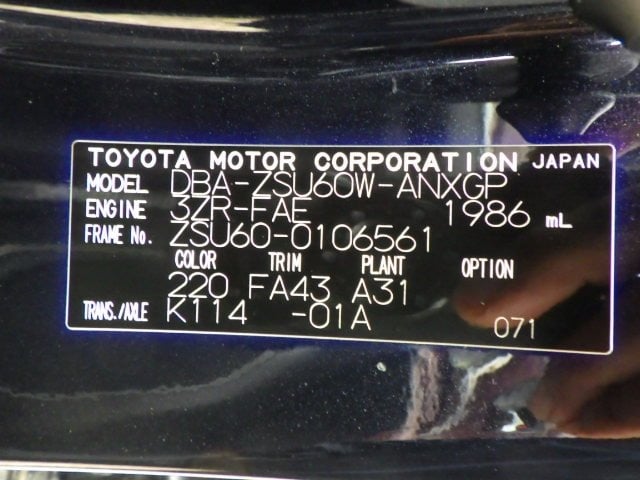 TOYOTA MOTOR CORPORATION JAPAN
MODEL DBA-ZSU60W-ANXGP
ENGINE 3ZR-FAE 1986 mL
FRAME No. ZSU60-0106561
COLOR TRIM PLANT OPTION
220 FA43 A31
TRANS./AXLE K114 -01A 071